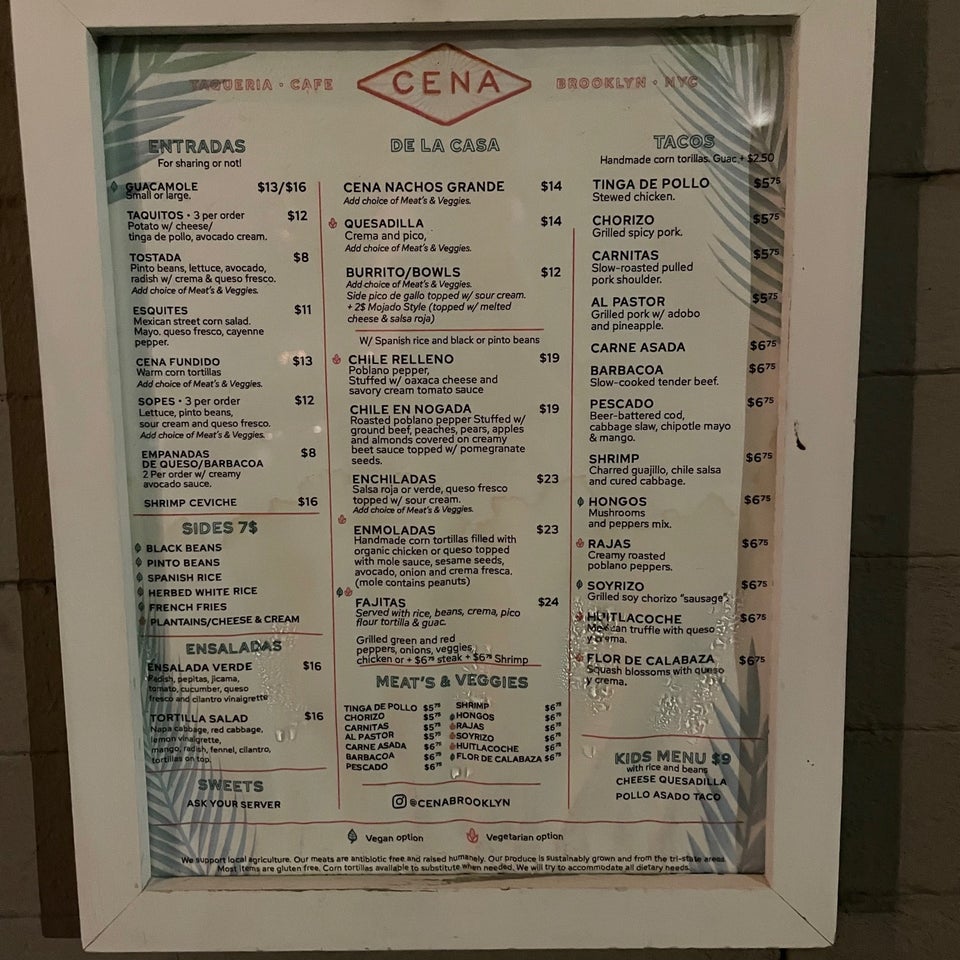 TAQUERIA • CAFE
CENA
BROOKLYN • NYC
ENTRADAS
For sharing or not!
GUACAMOLE $13/$16
Small or large.
TAQUITOS • 3 per order $12
Potato w/ cheese/
tinga de pollo, avocado cream.
TOSTADA $8
Pinto beans, lettuce, avocado,
radish w/ crema & queso fresco.
Add choice of Meat's & Veggies.
ESQUITES $11
Mexican street corn salad.
Mayo. queso fresco, cayenne
pepper.
CENA FUNDIDO $13
Warm corn tortillas
Add choice of Meat's & Veggies.
SOPES • 3 per order $12
Lettuce, pinto beans,
sour cream and queso fresco.
Add choice of Meat's & Veggies.
EMPANADAS $8
DE QUESO/BARBACOA
2 Per order w/ creamy
avocado sauce.
SHRIMP CEVICHE $16
SIDES 7$
BLACK BEANS
PINTO BEANS
SPANISH RICE
HERBED WHITE RICE
FRENCH FRIES
PLANTAINS/CHEESE & CREAM
ENSALADAS
ENSALADA VERDE $16
Radish, pepitas, jicama,
tomato, cucumber, queso
fresco and cilantro vinaigrette
TORTILLA SALAD $16
Napa cabbage, red cabbage,
lemon vinaigrette,
mango, radish, fennel, cilantro,
tortillas on top.
SWEETS
ASK YOUR SERVER
DE LA CASA
CENA NACHOS GRANDE $14
Add choice of Meat's & Veggies.
QUESADILLA $14
Crema and pico,
Add choice of Meat's & Veggies.
BURRITO/BOWLS $12
Add choice of Meat's & Veggies.
Side pico de gallo topped w/ sour cream.
+ 2$ Mojado Style (topped w/ melted
cheese & salsa roja)
W/ Spanish rice and black or pinto beans
CHILE RELLENO $19
Poblano pepper,
Stuffed w/ oaxaca cheese and
savory cream tomato sauce
CHILE EN NOGADA $19
Roasted poblano pepper Stuffed w/
ground beef, peaches, pears, apples
and almonds covered on creamy
beet sauce topped w/ pomegranate
seeds.
ENCHILADAS $23
Salsa roja or verde, queso fresco
topped w/ sour cream.
Add choice of Meat's & Veggies.
ENMOLADAS $23
Handmade corn tortillas filled with
organic chicken or queso topped
with mole sauce, sesame seeds,
avocado, onion and crema fresca.
(mole contains peanuts)
FAJITAS $24
Served with rice, beans, crema, pico
flour tortilla & guac.
Grilled green and red
peppers, onions, veggies,
chicken or + $6.75 steak + $6.75 Shrimp
MEAT'S & VEGGIES
TINGA DE POLLO $5.75
CHORIZO $5.75
CARNITAS $5.75
AL PASTOR $5.75
CARNE ASADA $6.75
BARBACOA $6.75
PESCADO $6.75
SHRIMP $6.75
HONGOS $6.75
RAJAS $6.75
SOYRIZO $6.75
HUITLACOCHE $6.75
FLOR DE CALABAZA $6.75
@CENABROOKLYN
TACOS
Handmade corn torillas. Guac + $2.50
TINGA DE POLLO $5.75
Stewed chicken.
CHORIZO $5.75
Grilled spicy pork.
CARNITAS $5.75
Slow-roasted pulled
pork shoulder.
AL PASTOR $5.75
Grilled pork w/ adobo
and pineapple.
CARNE ASADA $6.75
BARBACOA $6.75
Slow-cooked tender beef.
PESCADO $6.75
Beer-battered cod,
cabbage slaw, chipotle mayo
& mango.
SHRIMP $6.75
Charred guajillo, chile salsa
and cured cabbage.
HONGOS $6.75
Mushrooms
and peppers mix.
RAJAS $6.75
Creamy roasted
poblano peppers.
SOYRIZO $6.75
Grilled soy chorizo "sausage"
HUITLACOCHE $6.75
Mexican truffle with queso
y crema.
FLOR DE CALABAZA $6.75
Squash blossoms with queso
y crema.
KIDS MENU $9
with rice and beans
CHEESE QUESADILLA
POLLO ASADO TACO
Vegan option
Vegetarian option
We support local agriculture. Our meats are antibiotic free and raised humanely. Our produce is sustainably grown and from the tri-state areas.
Most items are gluten free. Corn tortillas available to substitute when needed. We will try to accommodate all dietary needs.